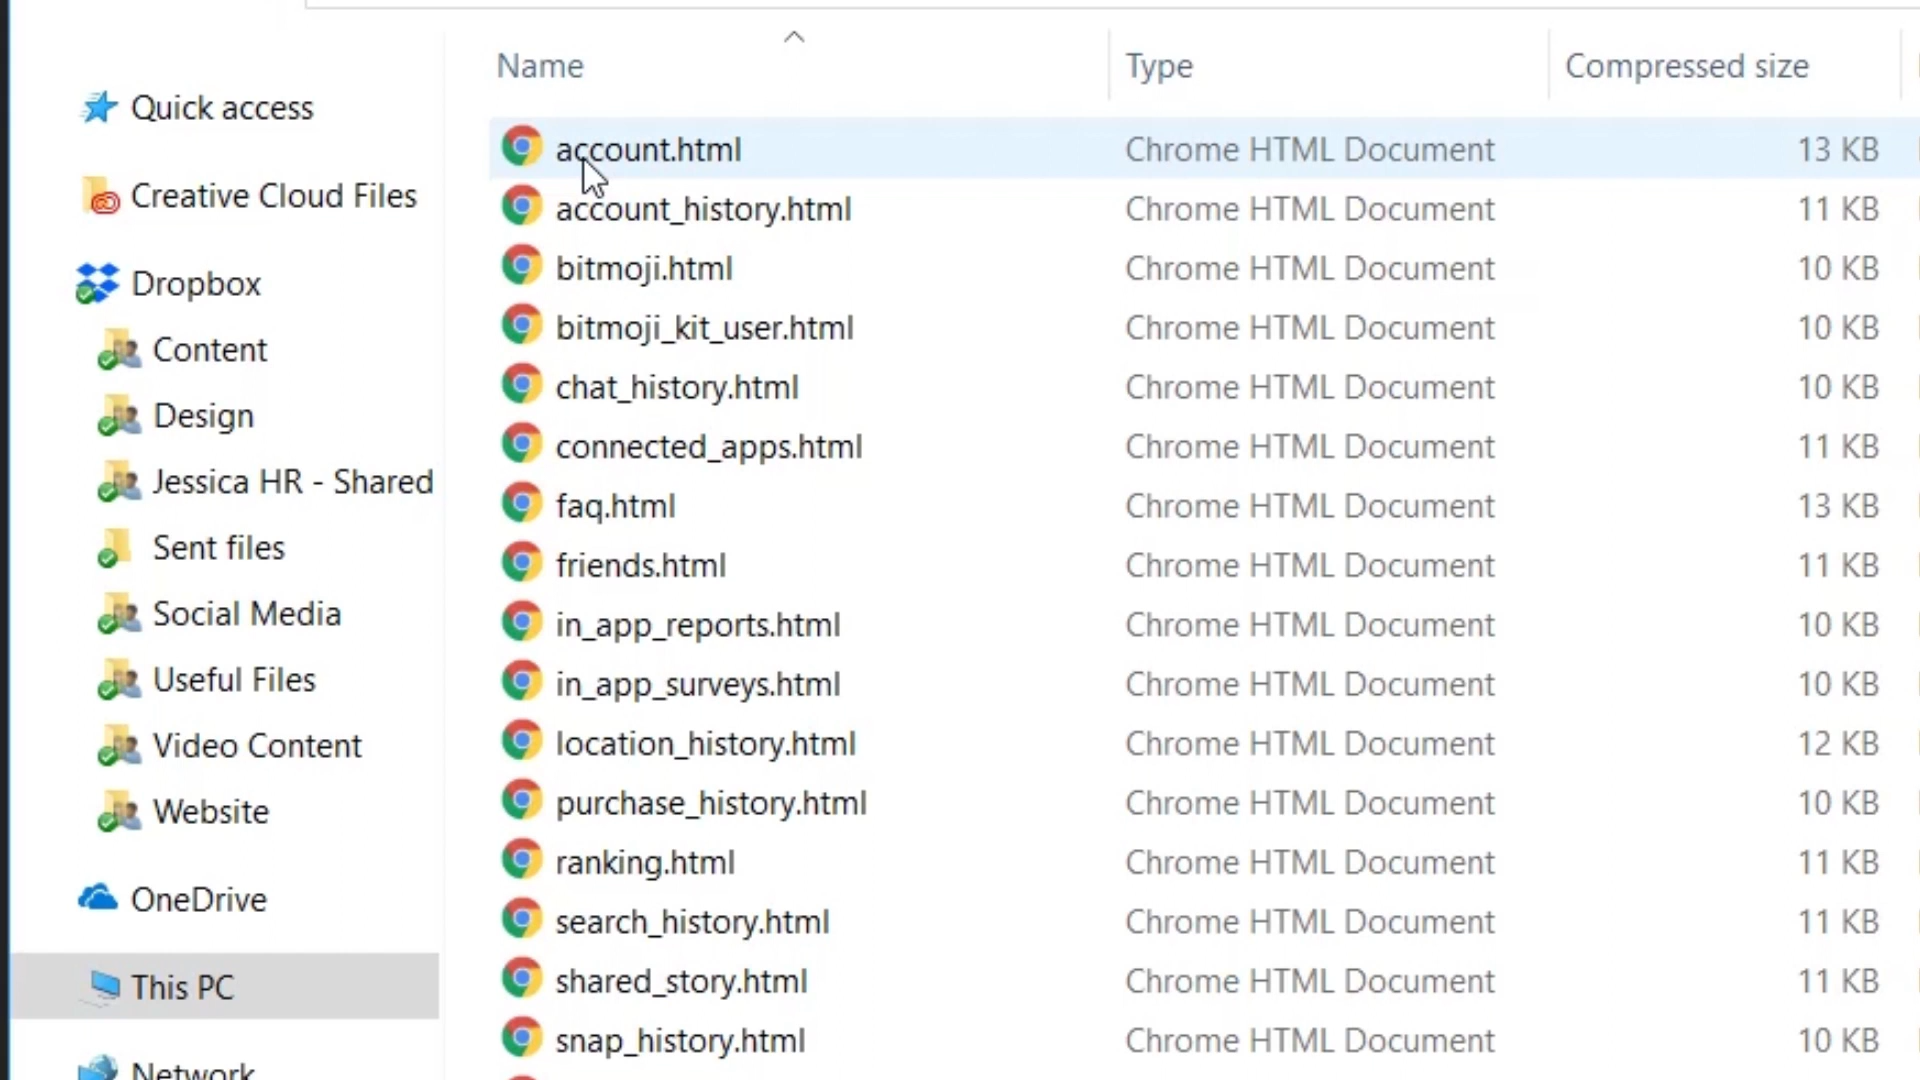 Name Type Compressed size
Quick access
Creative Cloud Files
Dropbox
Content
Design
Jessica HR - Shared
Sent files
Social Media
Useful Files
Video Content
Website
OneDrive
This PC
Network
account.html Chrome HTML Document 13 KB
account_history.html Chrome HTML Document 11 KB
bitmoji.html Chrome HTML Document 10 KB
bitmoji_kit_user.html Chrome HTML Document 10 KB
chat_history.html Chrome HTML Document 10 KB
connected_apps.html Chrome HTML Document 11 KB
faq.html Chrome HTML Document 13 KB
friends.html Chrome HTML Document 11 KB
in_app_reports.html Chrome HTML Document 10 KB
in_app_surveys.html Chrome HTML Document 10 KB
location_history.html Chrome HTML Document 12 KB
purchase_history.html Chrome HTML Document 10 KB
ranking.html Chrome HTML Document 11 KB
search_history.html Chrome HTML Document 11 KB
shared_story.html Chrome HTML Document 11 KB
snap_history.html Chrome HTML Document 10 KB